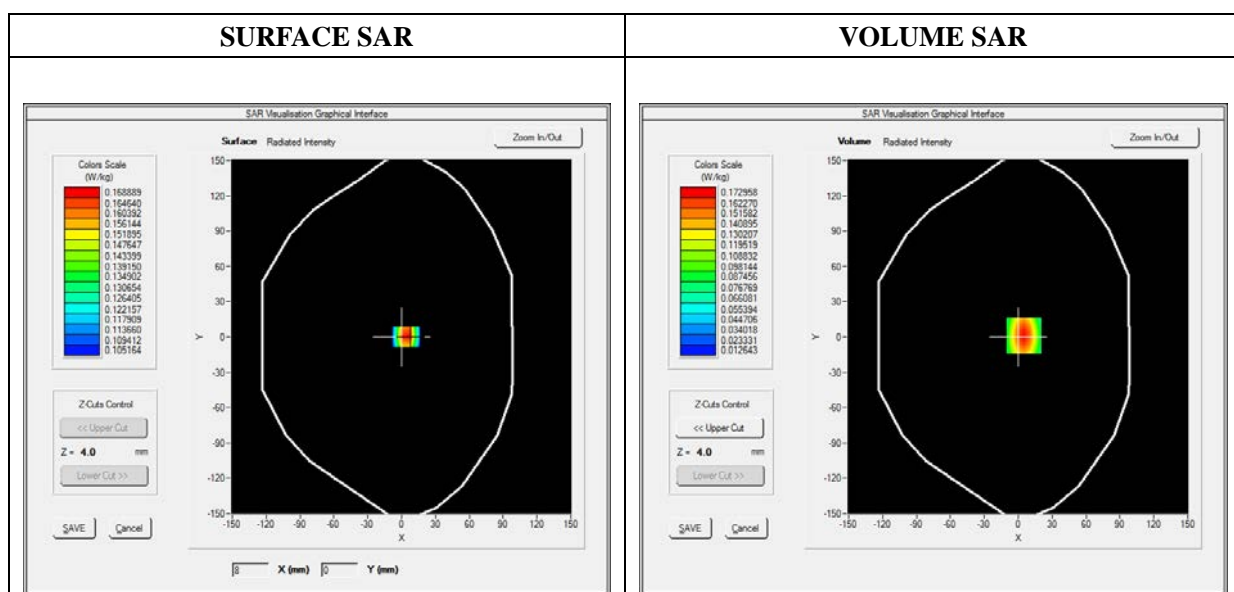 SURFACE SAR
VOLUME SAR
SAR Visualisation Graphical Interface
Surface Radiated Intensity
Zoom In/Out
Colors Scale
(W/kg)
0.168889
0.164640
0.160392
0.156144
0.151895
0.147647
0.143399
0.139150
0.134902
0.130654
0.126405
0.122157
0.117909
0.113660
0.109412
0.105164
Z-Cuts Control
<< Upper Cut
Z = 4.0 mm
Lower Cut >>
SAVE Cancel
150
120
90
60
30
0
-30
-60
-90
-120
-150
Y
-150 -120 -90 -60 -30 0 30 60 90 120 150
X
8 X (mm) 0 Y (mm)
SAR Visualisation Graphical Interface
Volume Radiated Intensity
Zoom In/Out
Colors Scale
(W/kg)
0.172958
0.162270
0.151582
0.140895
0.130207
0.119519
0.108832
0.098144
0.087456
0.076769
0.066081
0.055394
0.044706
0.034018
0.023331
0.012643
Z-Cuts Control
<< Upper Cut
Z = 4.0 mm
Lower Cut >>
SAVE Cancel
150
120
90
60
30
0
-30
-60
-90
-120
-150
Y
-150 -120 -90 -60 -30 0 30 60 90 120 150
X